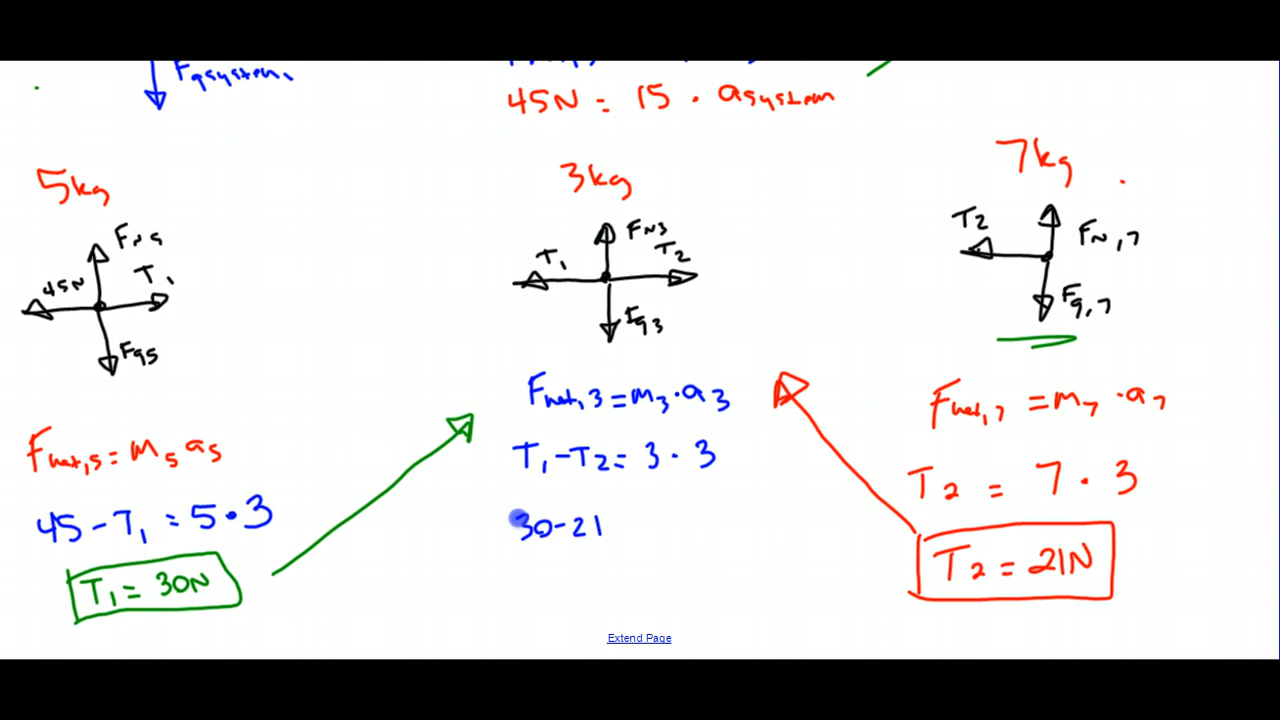 Fgsystem,
45N = 15 · asystem
5kg
FN5
45N
T1
Fg5
Fnet,5 = m5 a5
45 - T1 = 5 · 3
T1 = 30N
3kg
FN3
T1
T2
Fg3
Fnet,3 = m3 · a3
T1 - T2 = 3 · 3
30-21
7kg
T2
FN,7
Fg,7
Fnet,7 = m7 · a7
T2 = 7 · 3
T2 = 21N
Extend Page